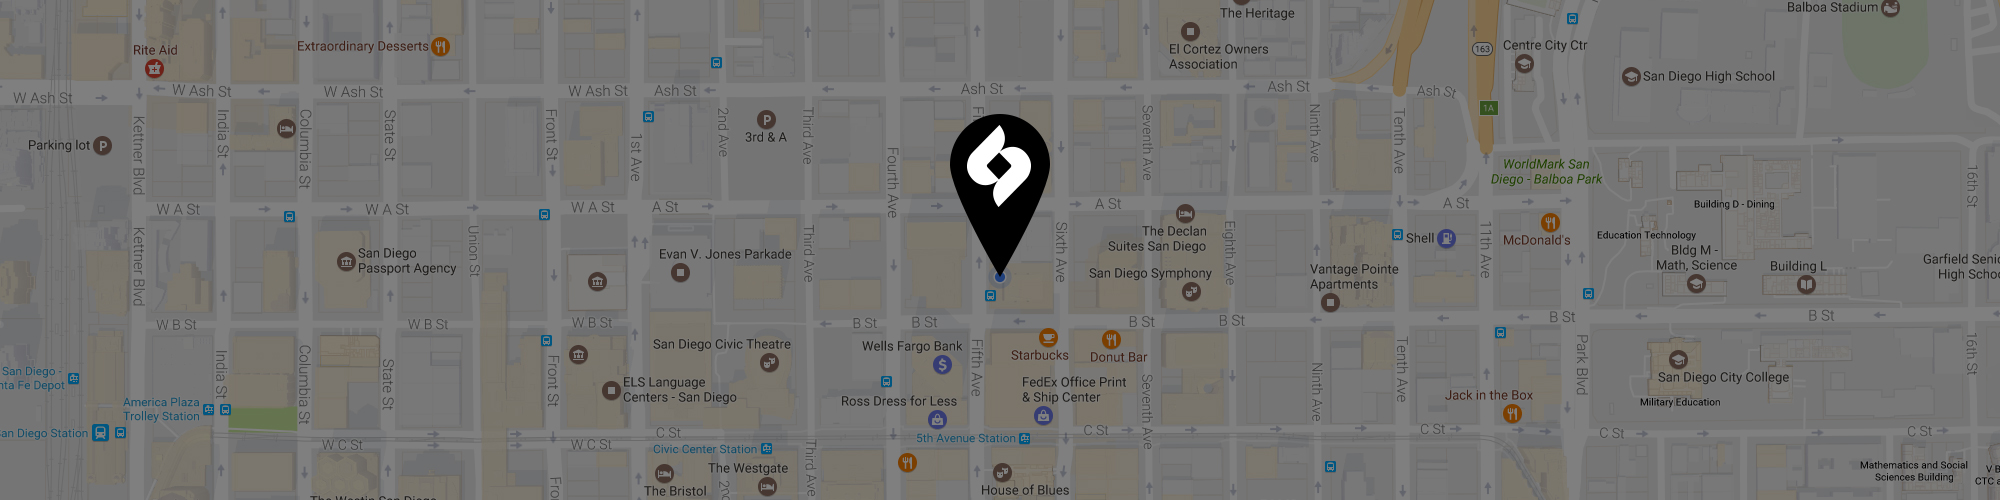 The Heritage
Balboa Stadium
Rite Aid
Extraordinary Desserts
El Cortez Owners
Association
163
Centre City Ctr
San Diego High School
W Ash St
W Ash St
W Ash St
W Ash St
Ash St
Ash St
Ash St
Ash St
1A
Parking lot
P
Kettner Blvd
India St
Columbia St
State St
Front St
1st Ave
2nd Ave
P
3rd & A
Third Ave
Fourth Ave
Seventh Ave
Ninth Ave
Tenth Ave
WorldMark San
Diego - Balboa Park
16th St
Building D - Dining
W A St
W A St
W A St
A St
A St
A St
Kettner Blvd
Union St
San Diego
Passport Agency
Evan V. Jones Parkade
Third Ave
Sixth Ave
The Declan
Suites San Diego
San Diego Symphony
Eighth Ave
Vantage Pointe
Apartments
Shell
11th Ave
McDonald's
Education Technology
Bldg M -
Math, Science
Building L
Garfield Senio
High Schoo
W B St
W B St
W B St
B St
B St
B St
B St
B St
B St
San Diego -
nta Fe Depot
India St
Columbia St
State St
Front St
San Diego Civic Theatre
Wells Fargo Bank
Fifth Ave
Starbucks
Donut Bar
Seventh Ave
Ninth Ave
Tenth Ave
Park Blvd
16th St
San Diego City College
Military Education
America Plaza
Trolley Station
ELS Language
Centers - San Diego
Ross Dress for Less
FedEx Office Print
& Ship Center
Jack in the Box
an Diego Station
W C St
W C St
C St
C St
C St
C St
C St
Civic Center Station
5th Avenue Station
Third Ave
The Westgate
The Bristol
House of Blues
Mathematics and Social
Sciences Building
V B
CTC a
The Westin San Diego